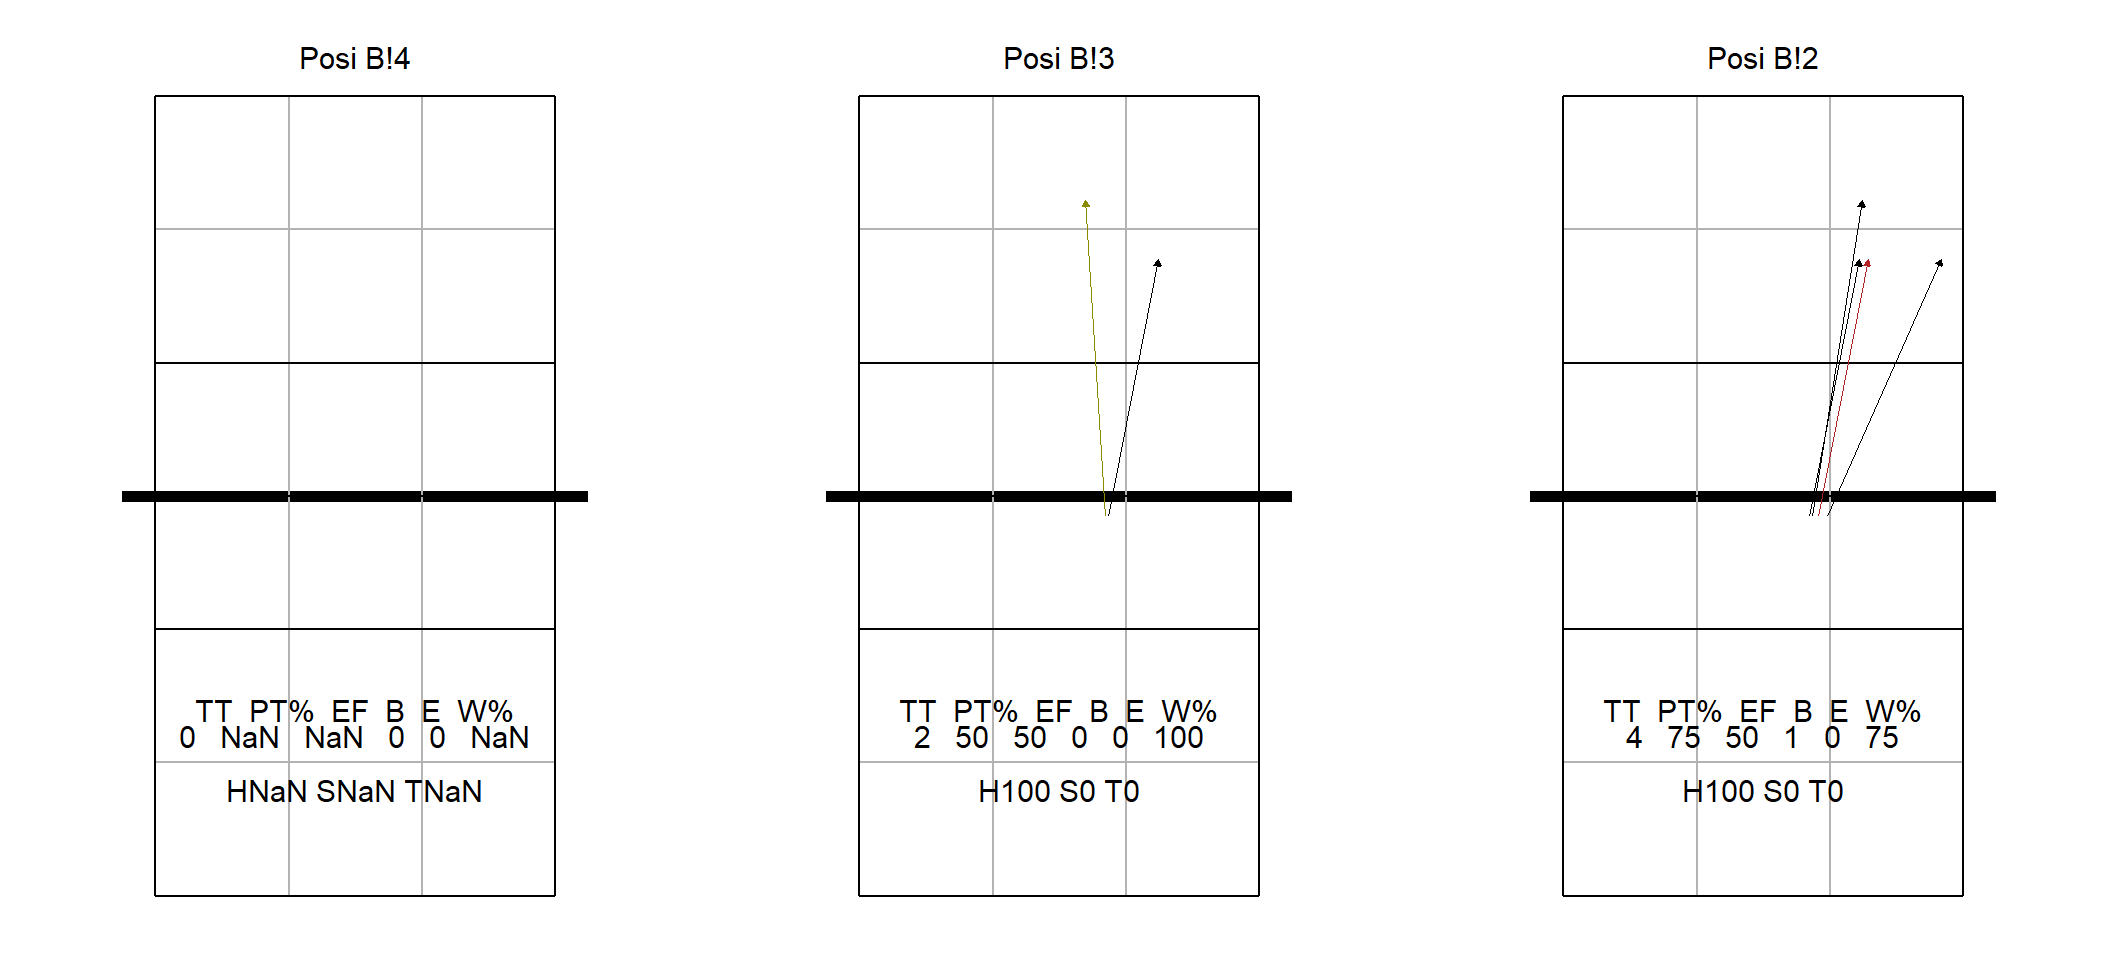 Posi B!4
TT PT% EF B E W%
0 NaN NaN 0 0 NaN
HNaN SNaN TNaN
Posi B!3
TT PT% EF B E W%
2 50 50 0 0 100
H100 S0 T0
Posi B!2
TT PT% EF B E W%
4 75 50 1 0 75
H100 S0 T0